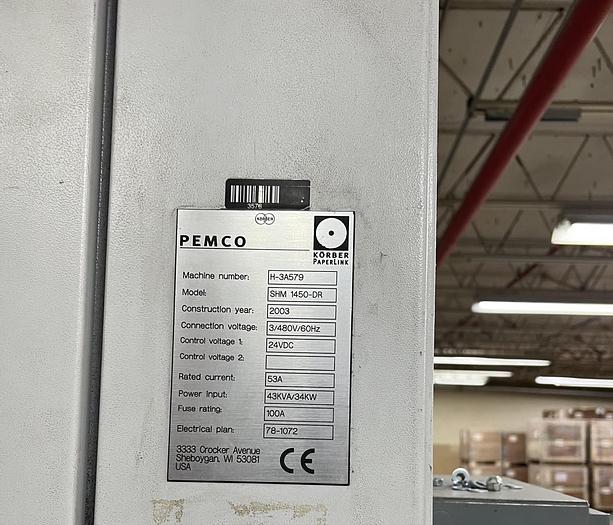 3578
KÖRBER
PEMCO
KÖRBER
PAPERLINK
Machine number: H-3A579
Model: SHM 1450-DR
Construction year: 2003
Connection voltage: 3/480V/60Hz
Control voltage 1: 24VDC
Control voltage 2:
Rated current: 53A
Power Input: 43KVA/34KW
Fuse rating: 100A
Electrical plan: 78-1072
3333 Crocker Avenue
Sheboygan, WI 53081
USA
CE